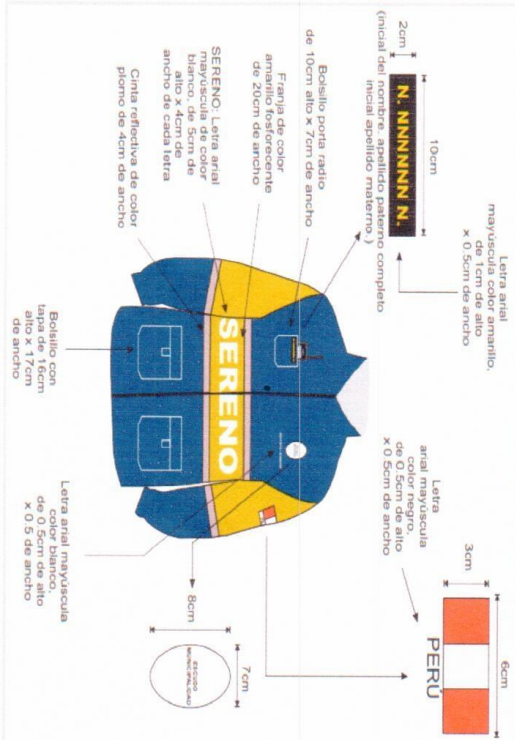 10cm
2cm
N. NNNNNN N.
(inicial del nombre, apellido paterno completo
inicial apellido materno.)
Letra arial
mayúscula color amarillo,
de 1cm de alto
x 0.5cm de ancho
6cm
3cm
PERÚ
Letra
arial mayúscula
color negro,
de 0.5cm de alto
x 0.5cm de ancho
Bolsillo porta radio
de 10cm alto x 7cm de ancho
Franja de color
amarillo fosforecente
de 20cm de ancho
SERENO: Letra arial
mayúscula de color
blanco, de 5cm de
alto x 4cm de
ancho de cada letra
Cinta reflectiva de color
plomo de 4cm de ancho
SERENO
Bolsillo con
tapa de 16cm
alto x 17cm
de ancho
Letra arial mayúscula
color blanco,
de 0.5cm de alto
x 0.5 de ancho
7cm
8cm
ESCUDO
MUNICIPALIDAD